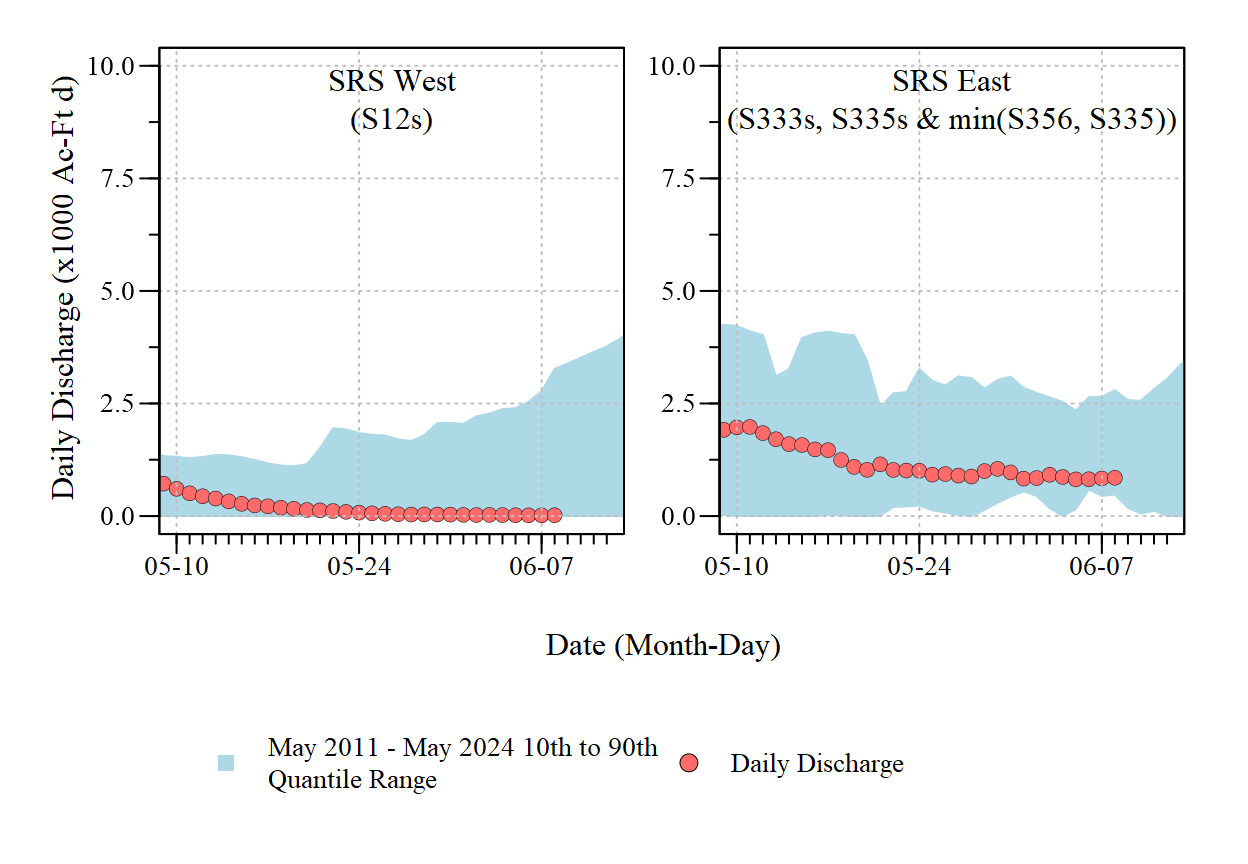 SRS West
(S12s)
SRS East
(S333s, S335s & min(S356, S335))
Daily Discharge (x1000 Ac-Ft d)
10.0
7.5
5.0
2.5
0.0
05-10
05-24
06-07
10.0
7.5
5.0
2.5
0.0
05-10
05-24
06-07
Date (Month-Day)
May 2011 - May 2024 10th to 90th
Quantile Range
Daily Discharge